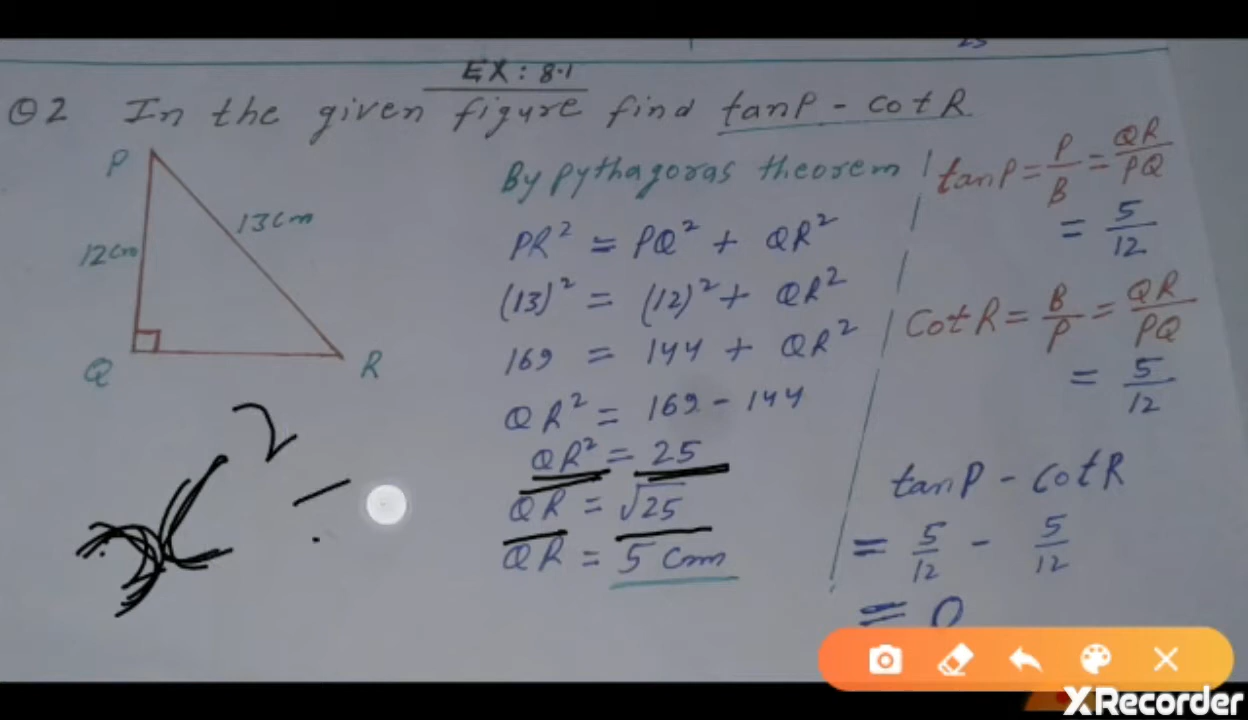 EX: 8.1
Q2 In the given figure find tanP - cotR
P
12cm
13cm
Q
R
By pythagoras theorem
PR² = PQ² + QR²
(13)² = (12)² + QR²
169 = 144 + QR²
QR² = 169 - 144
QR² = 25
QR = √25
QR = 5 cm
tanP = P/B = QR/PQ
= 5/12
CotR = B/P = QR/PQ
= 5/12
tanP - cotR
= 5/12 - 5/12
= 0
XRecorder